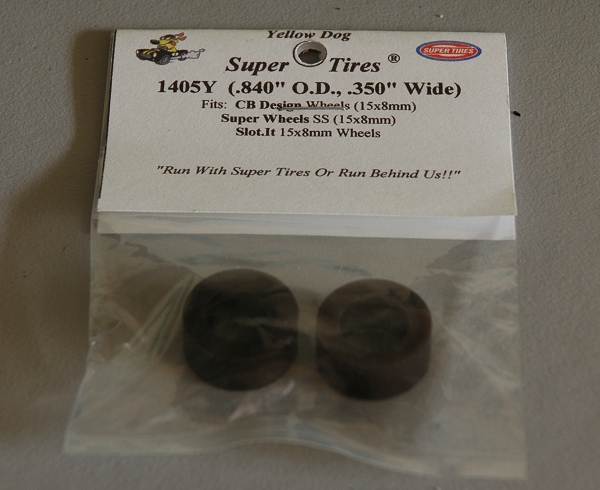 Yellow Dog
Super Tires ®
SUPER TIRES
1405Y (.840" O.D., .350" Wide)
Fits: CB Design Wheels (15x8mm)
Super Wheels SS (15x8mm)
Slot.It 15x8mm Wheels
"Run With Super Tires Or Run Behind Us!!"